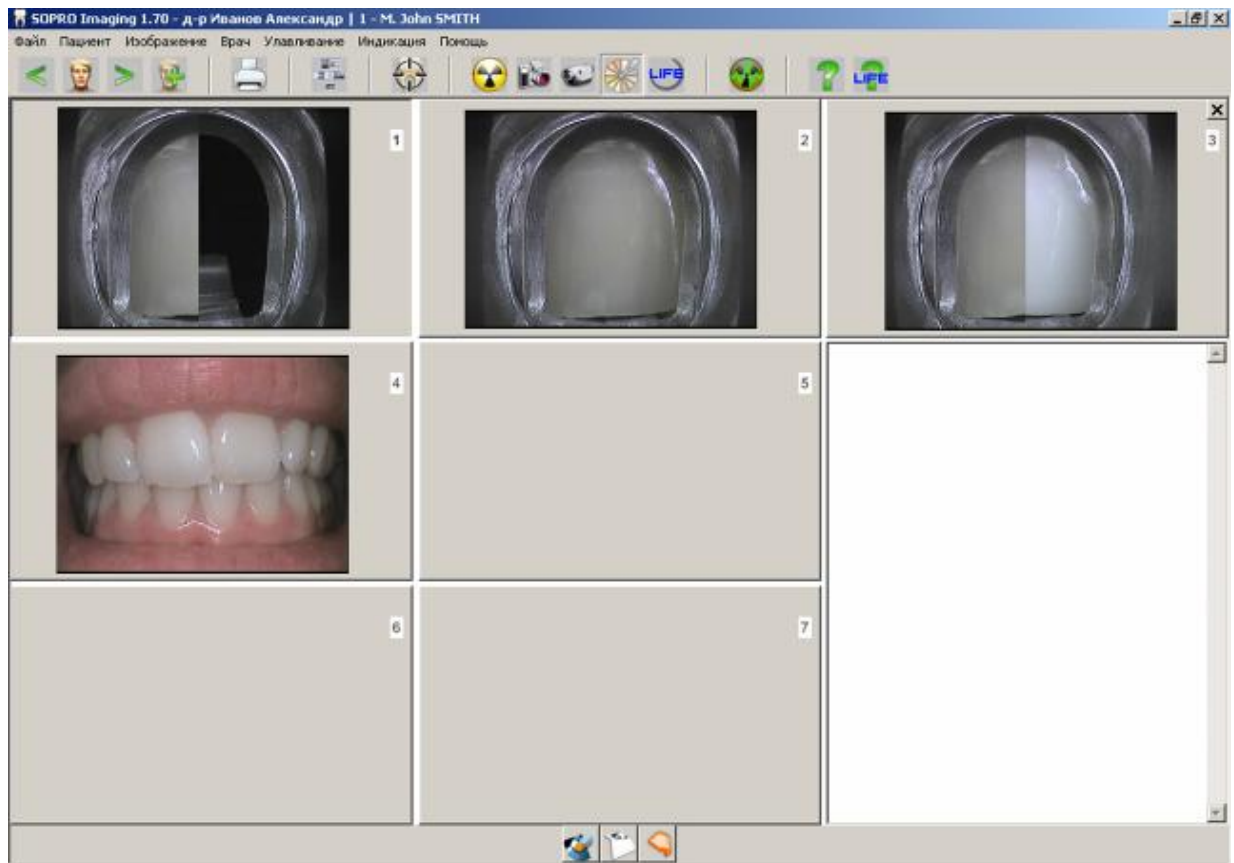 SOPRO Imaging 1.70 - д-р Иванов Александр | 1 - M. John SMITH
Файл Пациент Изображение Врач Улавливание Индикация Помощь
LIFE
LIFE
1
2
3
4
5
6
7